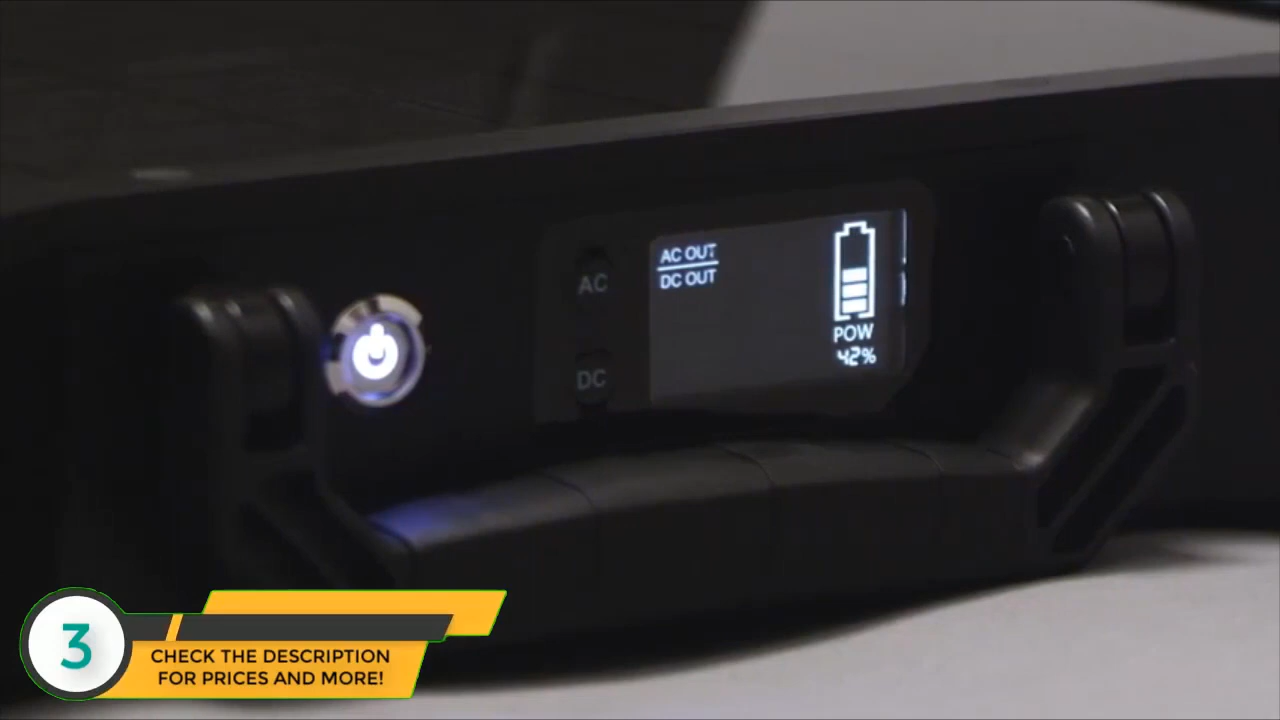 AC OUT
DC OUT
AC
DC
POW
42%
3
CHECK THE DESCRIPTION
FOR PRICES AND MORE!